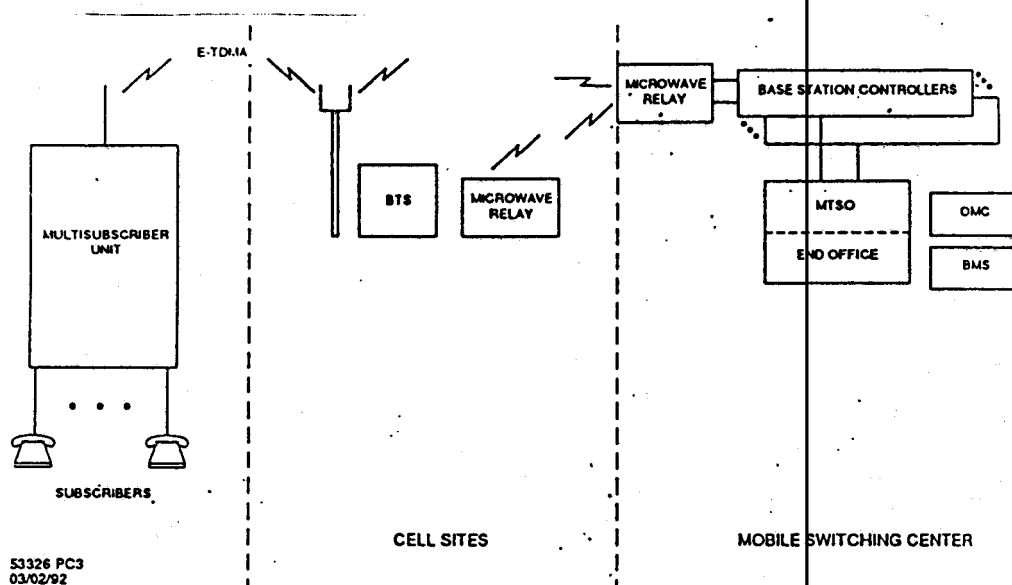 E-TDMA
MULTISUBSCRIBER
UNIT
SUBSCRIBERS
BTS
MICROWAVE
RELAY
CELL SITES
MICROWAVE
RELAY
BASE STATION CONTROLLERS
MTSO
END OFFICE
OMC
BMS
MOBILE SWITCHING CENTER
53326 PC3
03/02/92